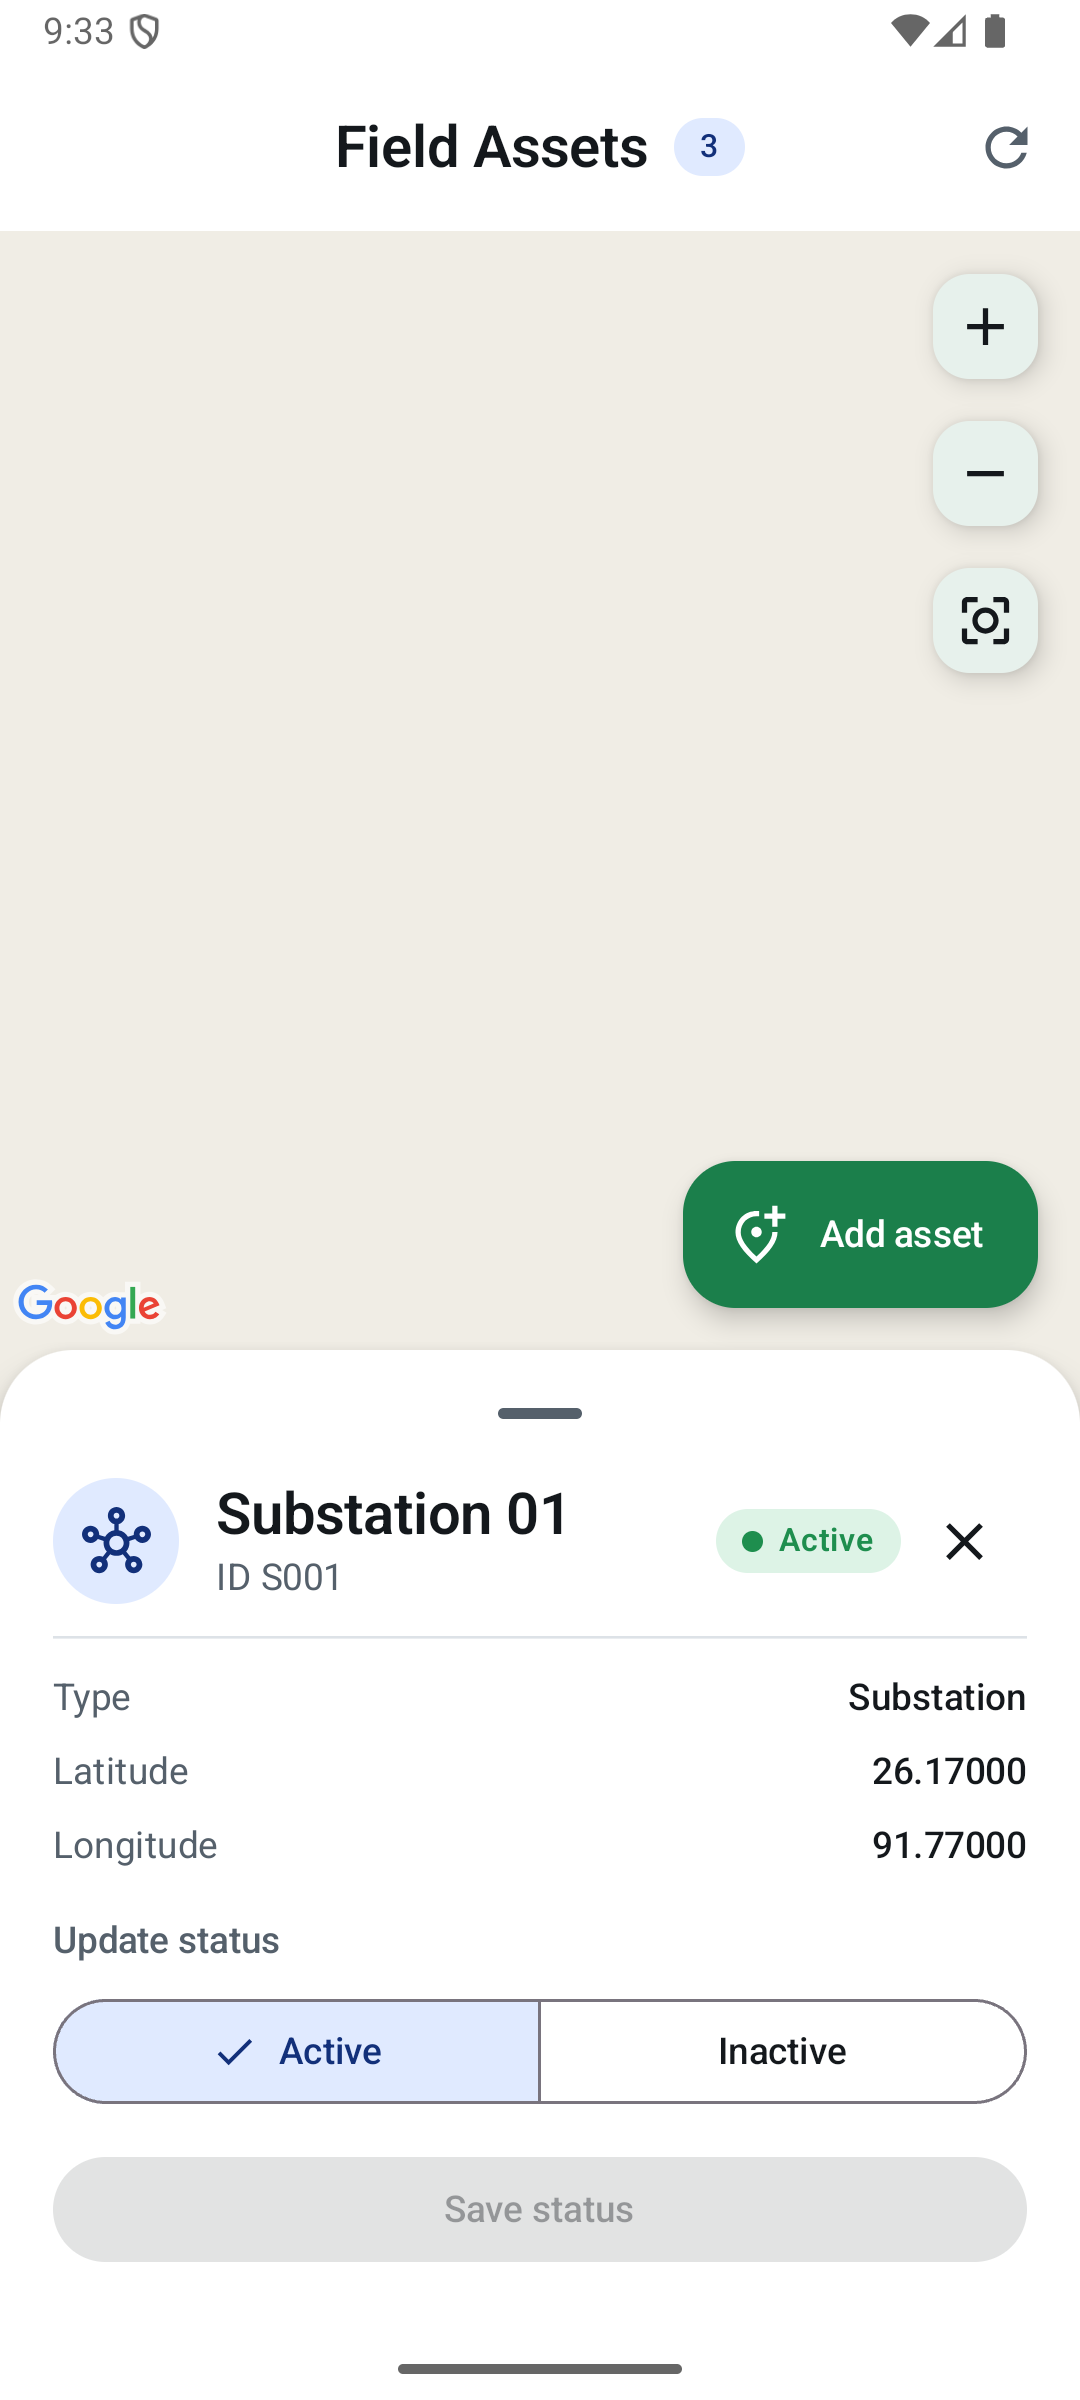 9:33
Field Assets 3
Add asset
Google
Substation 01
ID S001
Active
Type Substation
Latitude 26.17000
Longitude 91.77000
Update status
Active Inactive
Save status